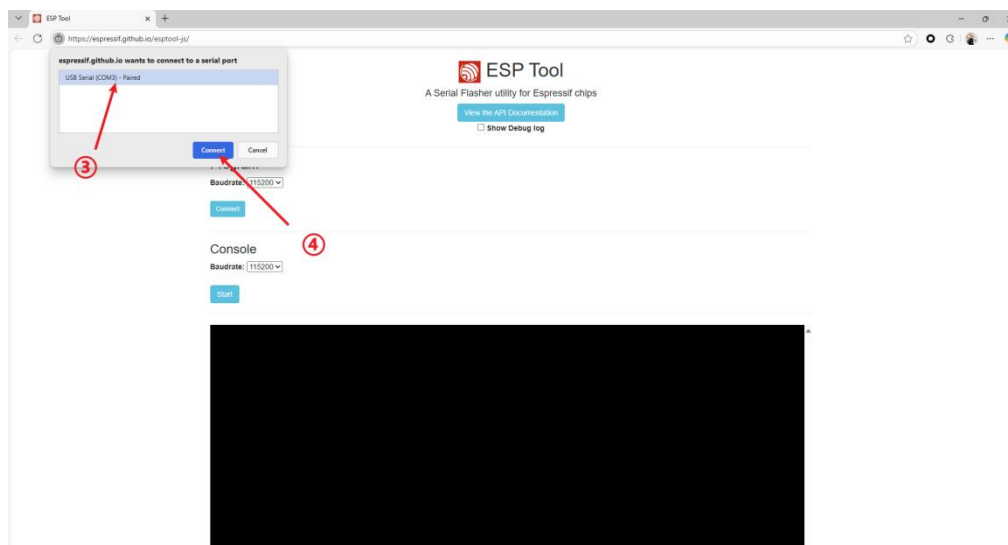 ESP Tool
https://espressif.github.io/esptool-js/
espressif.github.io wants to connect to a serial port
USB Serial (COM3) - Paired
Connect
Cancel
③
④
ESP Tool
A Serial Flasher utility for Espressif chips
View the API Documentation
Show Debug log
Program
Baudrate: 115200
Connect
Console
Baudrate: 115200
Start